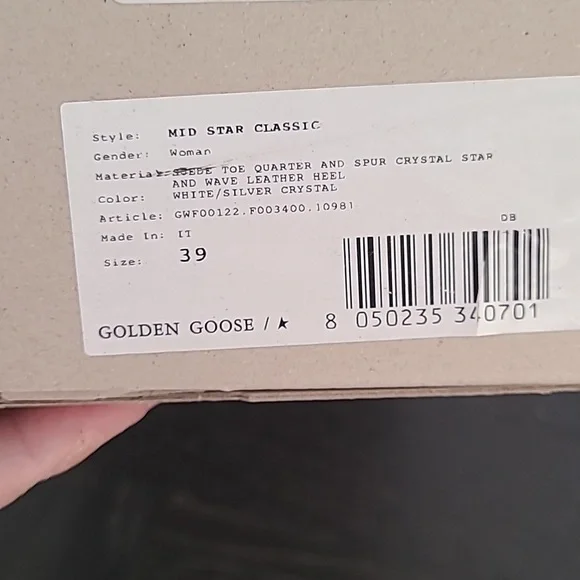 Style: MID STAR CLASSIC
Gender: Woman
Material: SUEDE TOE QUARTER AND SPUR CRYSTAL STAR
AND WAVE LEATHER HEEL
Color: WHITE/SILVER CRYSTAL
Article: GWF00122.F003400.10981
Made In: IT
DB
Size: 39
GOLDEN GOOSE / ★
8 050235 340701